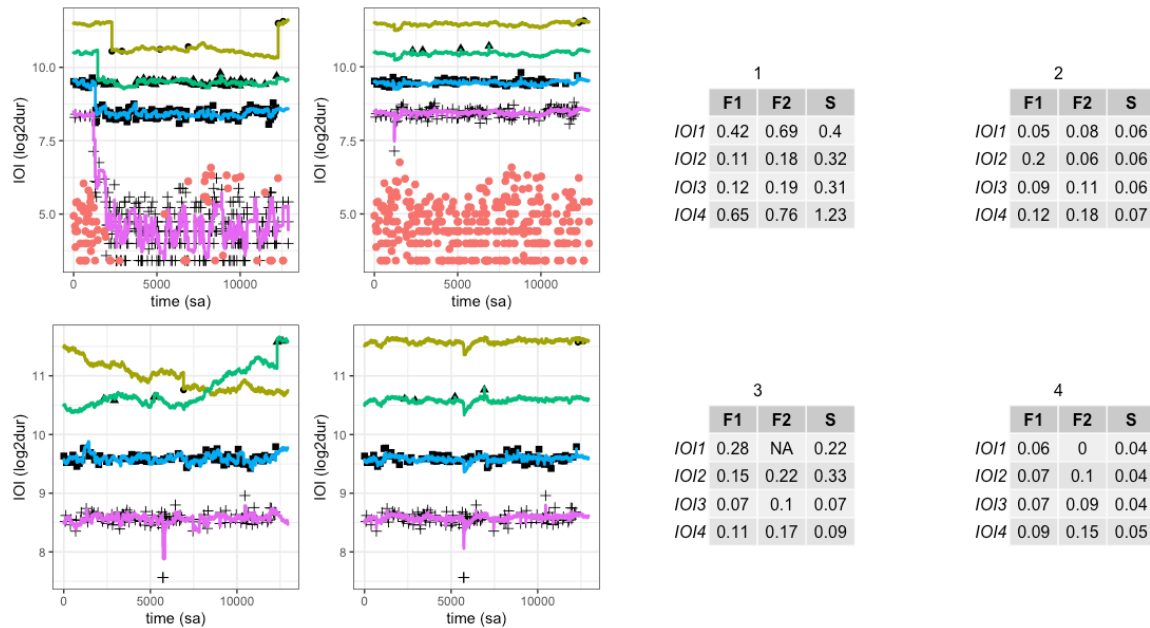 IOI (log2dur)
10.0
7.5
5.0
0
5000
10000
time (sa)
IOI (log2dur)
10.0
7.5
5.0
0
5000
10000
time (sa)
1
F1 F2 S
IOI1 0.42 0.69 0.4
IOI2 0.11 0.18 0.32
IOI3 0.12 0.19 0.31
IOI4 0.65 0.76 1.23
2
F1 F2 S
IOI1 0.05 0.08 0.06
IOI2 0.2 0.06 0.06
IOI3 0.09 0.11 0.06
IOI4 0.12 0.18 0.07
IOI (log2dur)
11
10
9
8
0
5000
10000
time (sa)
IOI (log2dur)
11
10
9
8
0
5000
10000
time (sa)
3
F1 F2 S
IOI1 0.28 NA 0.22
IOI2 0.15 0.22 0.33
IOI3 0.07 0.1 0.07
IOI4 0.11 0.17 0.09
4
F1 F2 S
IOI1 0.06 0 0.04
IOI2 0.07 0.1 0.04
IOI3 0.07 0.09 0.04
IOI4 0.09 0.15 0.05